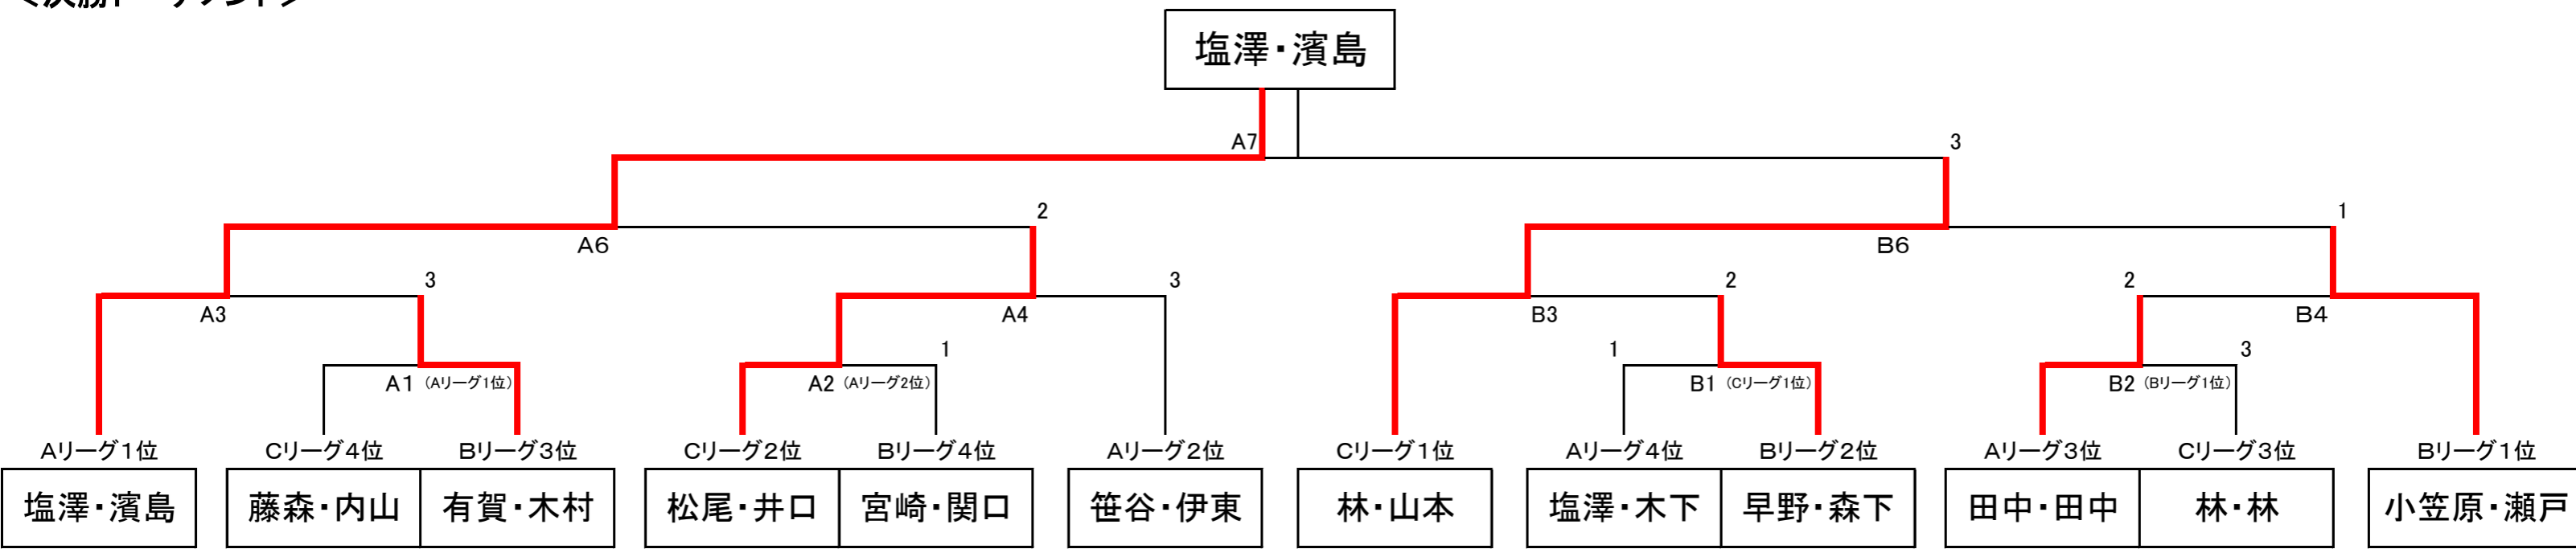 塩澤・濱島
A7
3
2
1
A6
B6
3
3
2
2
A3
A4
B3
B4
1
1
3
A1 (Aリーグ1位)
A2 (Aリーグ2位)
B1 (Cリーグ1位)
B2 (Bリーグ1位)
Aリーグ1位
Cリーグ4位
Bリーグ3位
Cリーグ2位
Bリーグ4位
Aリーグ2位
Cリーグ1位
Aリーグ4位
Bリーグ2位
Aリーグ3位
Cリーグ3位
Bリーグ1位
塩澤・濱島
藤森・内山
有賀・木村
松尾・井口
宮崎・関口
笹谷・伊東
林・山本
塩澤・木下
早野・森下
田中・田中
林・林
小笠原・瀬戸